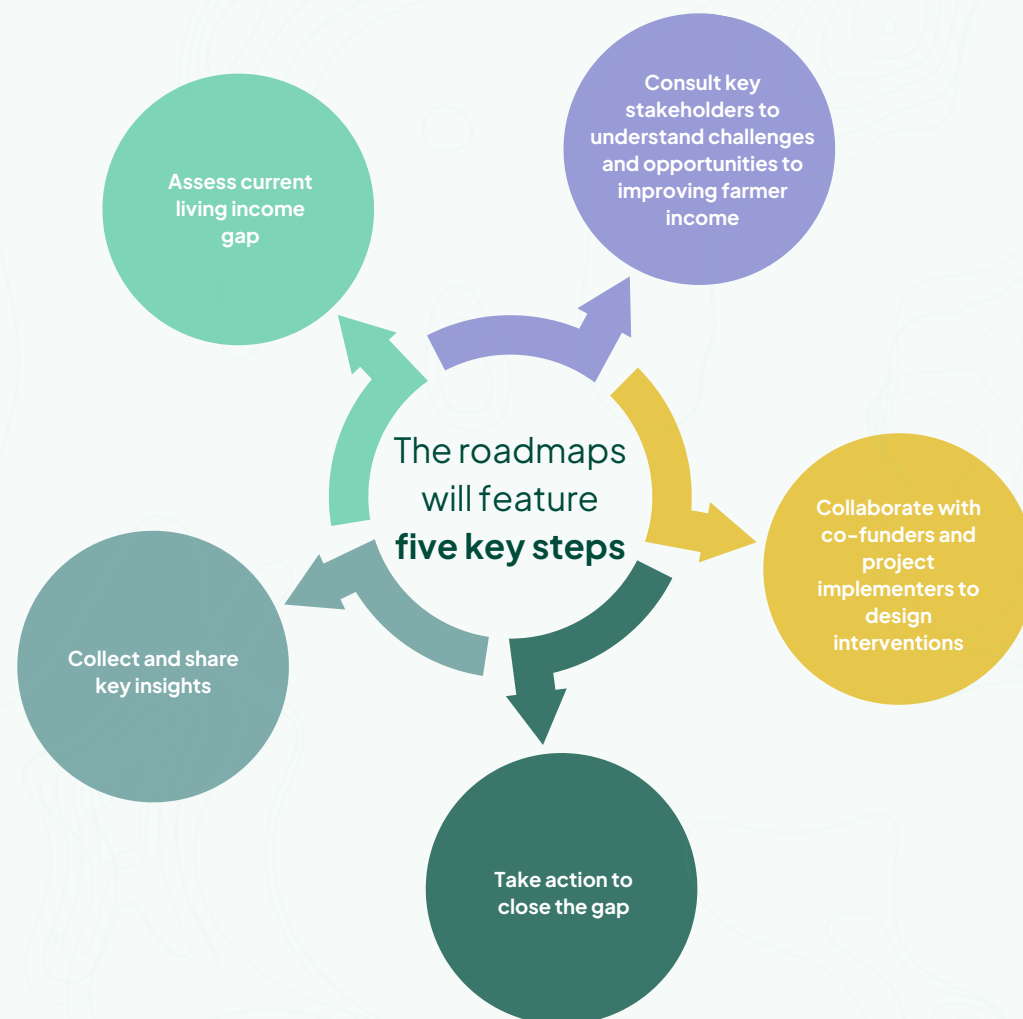 The roadmaps
will feature
five key steps
Assess current
living income
gap
Consult key
stakeholders to
understand challenges
and opportunities to
improving farmer
income
Collaborate with
co-funders and
project
implementers to
design
interventions
Take action to
close the gap
Collect and share
key insights